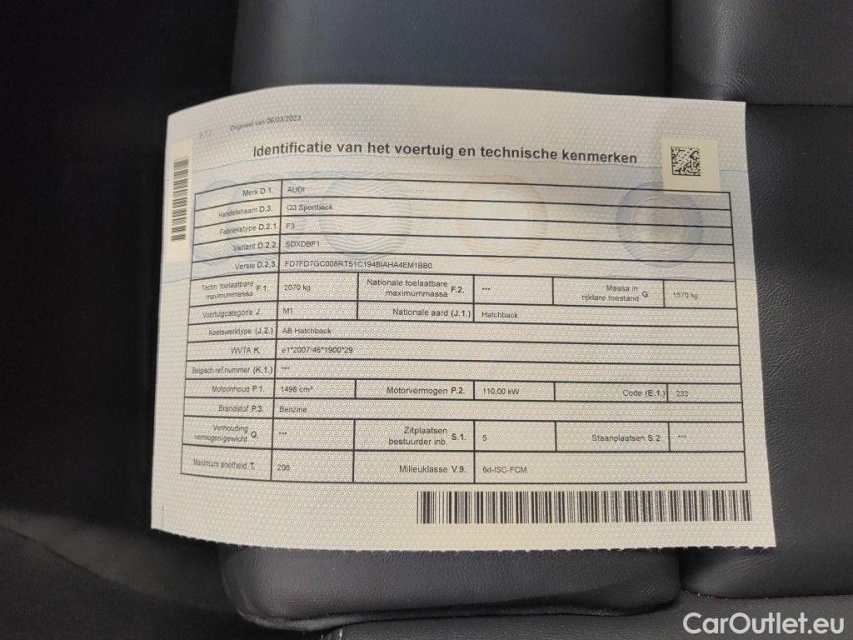 06/03/2023
Identificatie van het voertuig en technische kenmerken
Merk D.1. AUDI
Handelsnaam D.3. Q3 Sportback
Fabriekstype D.2.1. F3
Variant D.2.2. SDXDBF1
Versie D.2.3.
Techn. toelaatbare maximummassa F.1. 2070 kg Nationale toelaatbare maximummassa F.2. --- Massa in rijklare toestand G 1570 kg
Voertuigcategorie J. M1 Nationale aard (J.1.) Hatchback
Koetswerktype (J.2.) AB Hatchback
WVTA K. e1*2007/46*1900*29
Belgisch ref.nummer (K.1.) ---
Motorinhoud P.1. 1498 cm³ Motorvermogen P.2. 110,00 kW Code (E.1.) 233
Brandstof P.3. Benzine
Verhouding vermogen-gewicht Q. --- Zitplaatsen bestuurder inb. S.1. 5 Staanplaatsen S.2. ---
Maximum snelheid T. 208 Milieuklasse V.9. 6d-ISC-FCM
CarOutlet.eu